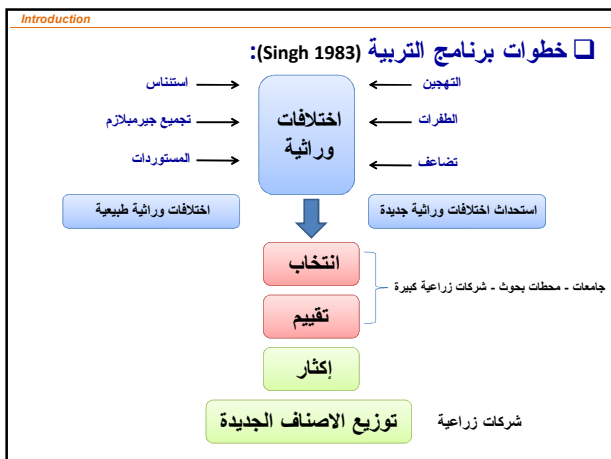 Introduction
خطوات برنامج التربية (Singh 1983):
التهجين
الطفرات
تضاعف
اختلافات
وراثية
استئناس
تجميع جيرمبلازم
المستوردات
استحداث اختلافات وراثية جديدة
اختلافات وراثية طبيعية
انتخاب
تقييم
جامعات - محطات بحوث - شركات زراعية كبيرة
إكثار
شركات زراعية
توزيع الاصناف الجديدة